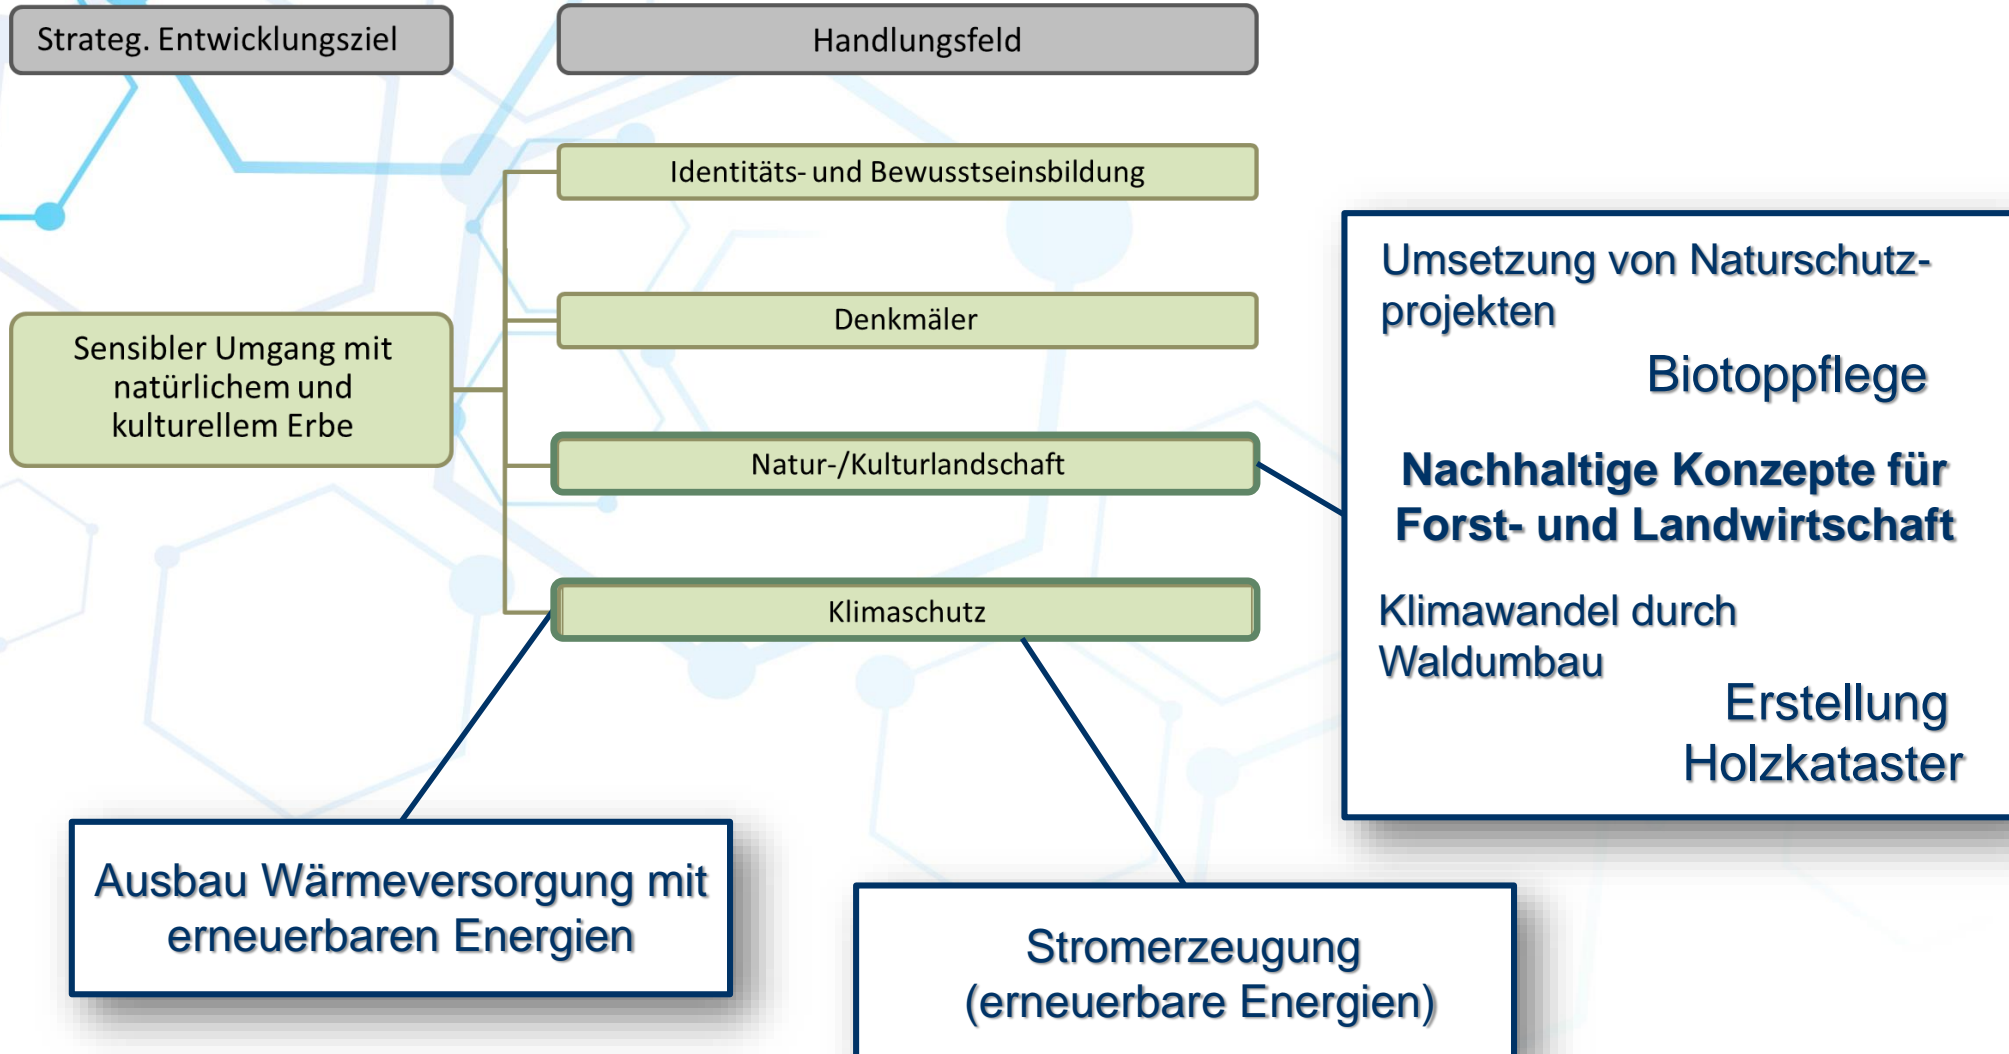 Strateg. Entwicklungsziel
Handlungsfeld
Identitäts- und Bewusstseinsbildung
Denkmäler
Sensibler Umgang mit
natürlichem und
kulturellem Erbe
Natur-/Kulturlandschaft
Klimaschutz
Umsetzung von Naturschutz-
projekten
Biotoppflege
Nachhaltige Konzepte für
Forst- und Landwirtschaft
Klimawandel durch
Waldumbau
Erstellung
Holzkataster
Ausbau Wärmeversorgung mit
erneuerbaren Energien
Stromerzeugung
(erneuerbare Energien)